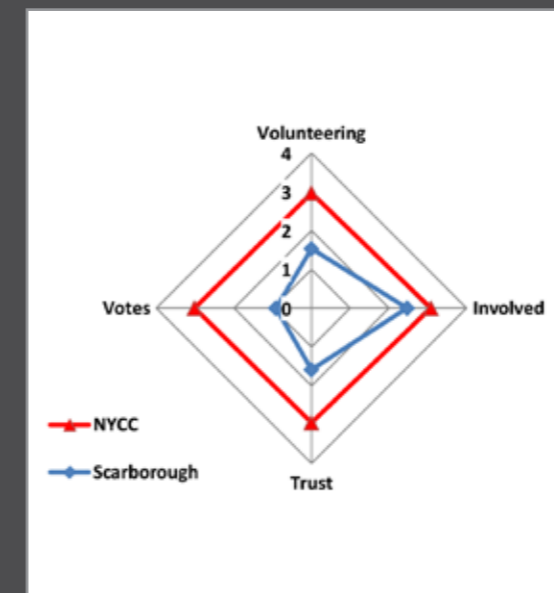 Volunteering
4
3
2
1
0
Votes
Involved
NYCC
Scarborough
Trust